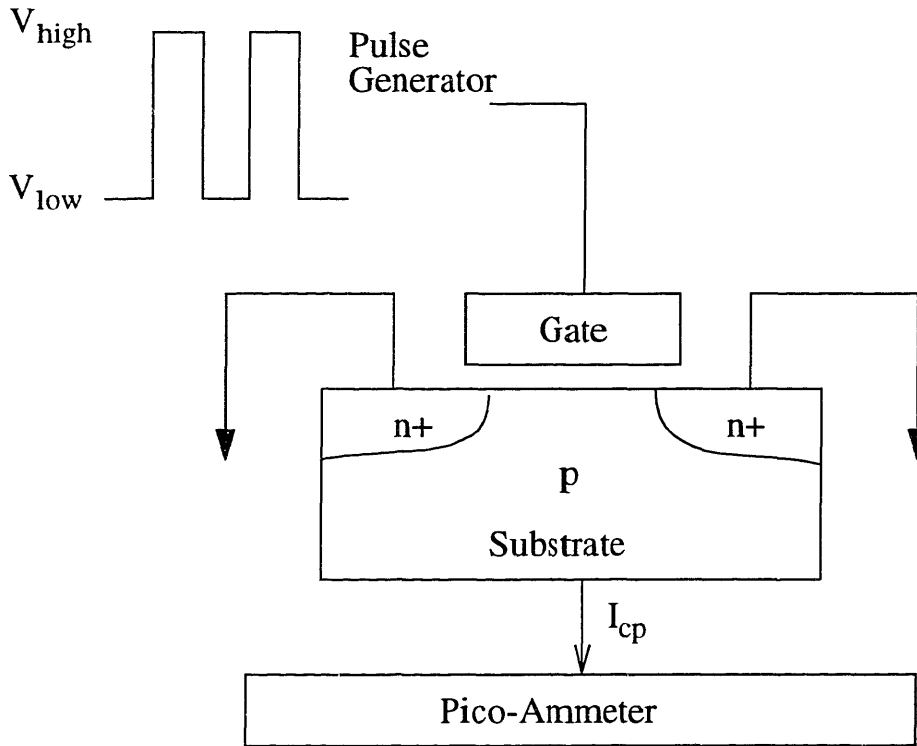 V_high
Pulse
Generator
V_low
Gate
n+
n+
p
Substrate
I_cp
Pico-Ammeter